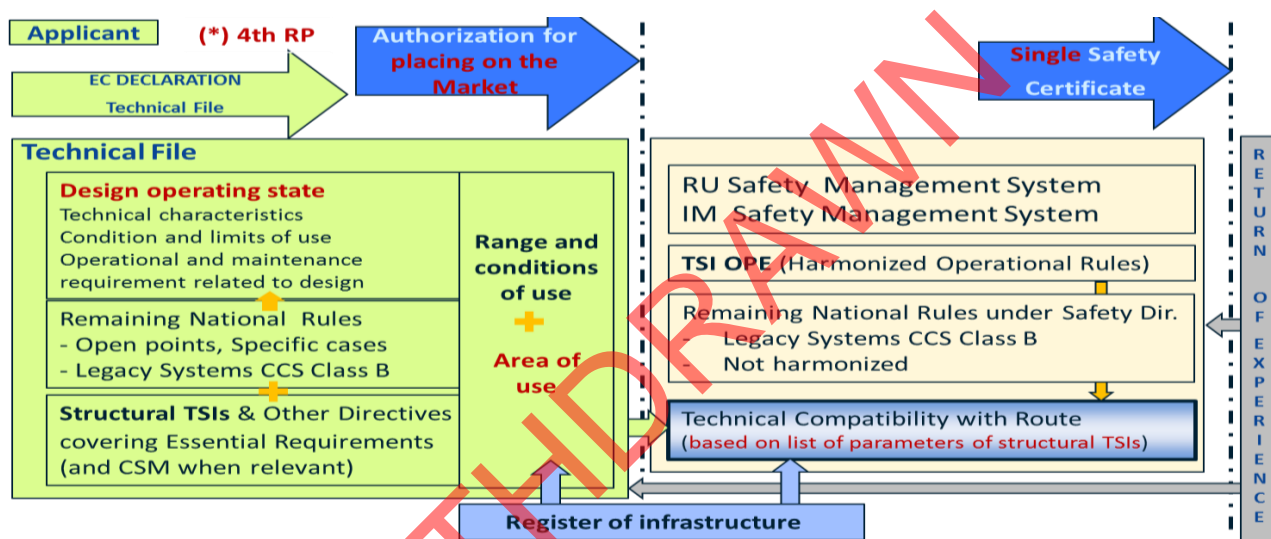 Applicant
(*) 4th RP
EC DECLARATION
Technical File
Authorization for
placing on the
Market
Single Safety
Certificate
Technical File
Design operating state
Technical characteristics
Condition and limits of use
Operational and maintenance
requirement related to design
Remaining National Rules
- Open points, Specific cases
- Legacy Systems CCS Class B
Structural TSIs & Other Directives
covering Essential Requirements
(and CSM when relevant)
Range and
conditions
of use
Area of
use
RU Safety Management System
IM Safety Management System
TSI OPE (Harmonized Operational Rules)
Remaining National Rules under Safety Dir.
- Legacy Systems CCS Class B
- Not harmonized
Technical Compatibility with Route
(based on list of parameters of structural TSIs)
Register of infrastructure
RETURN OF EXPERIENCE
THDRAWN